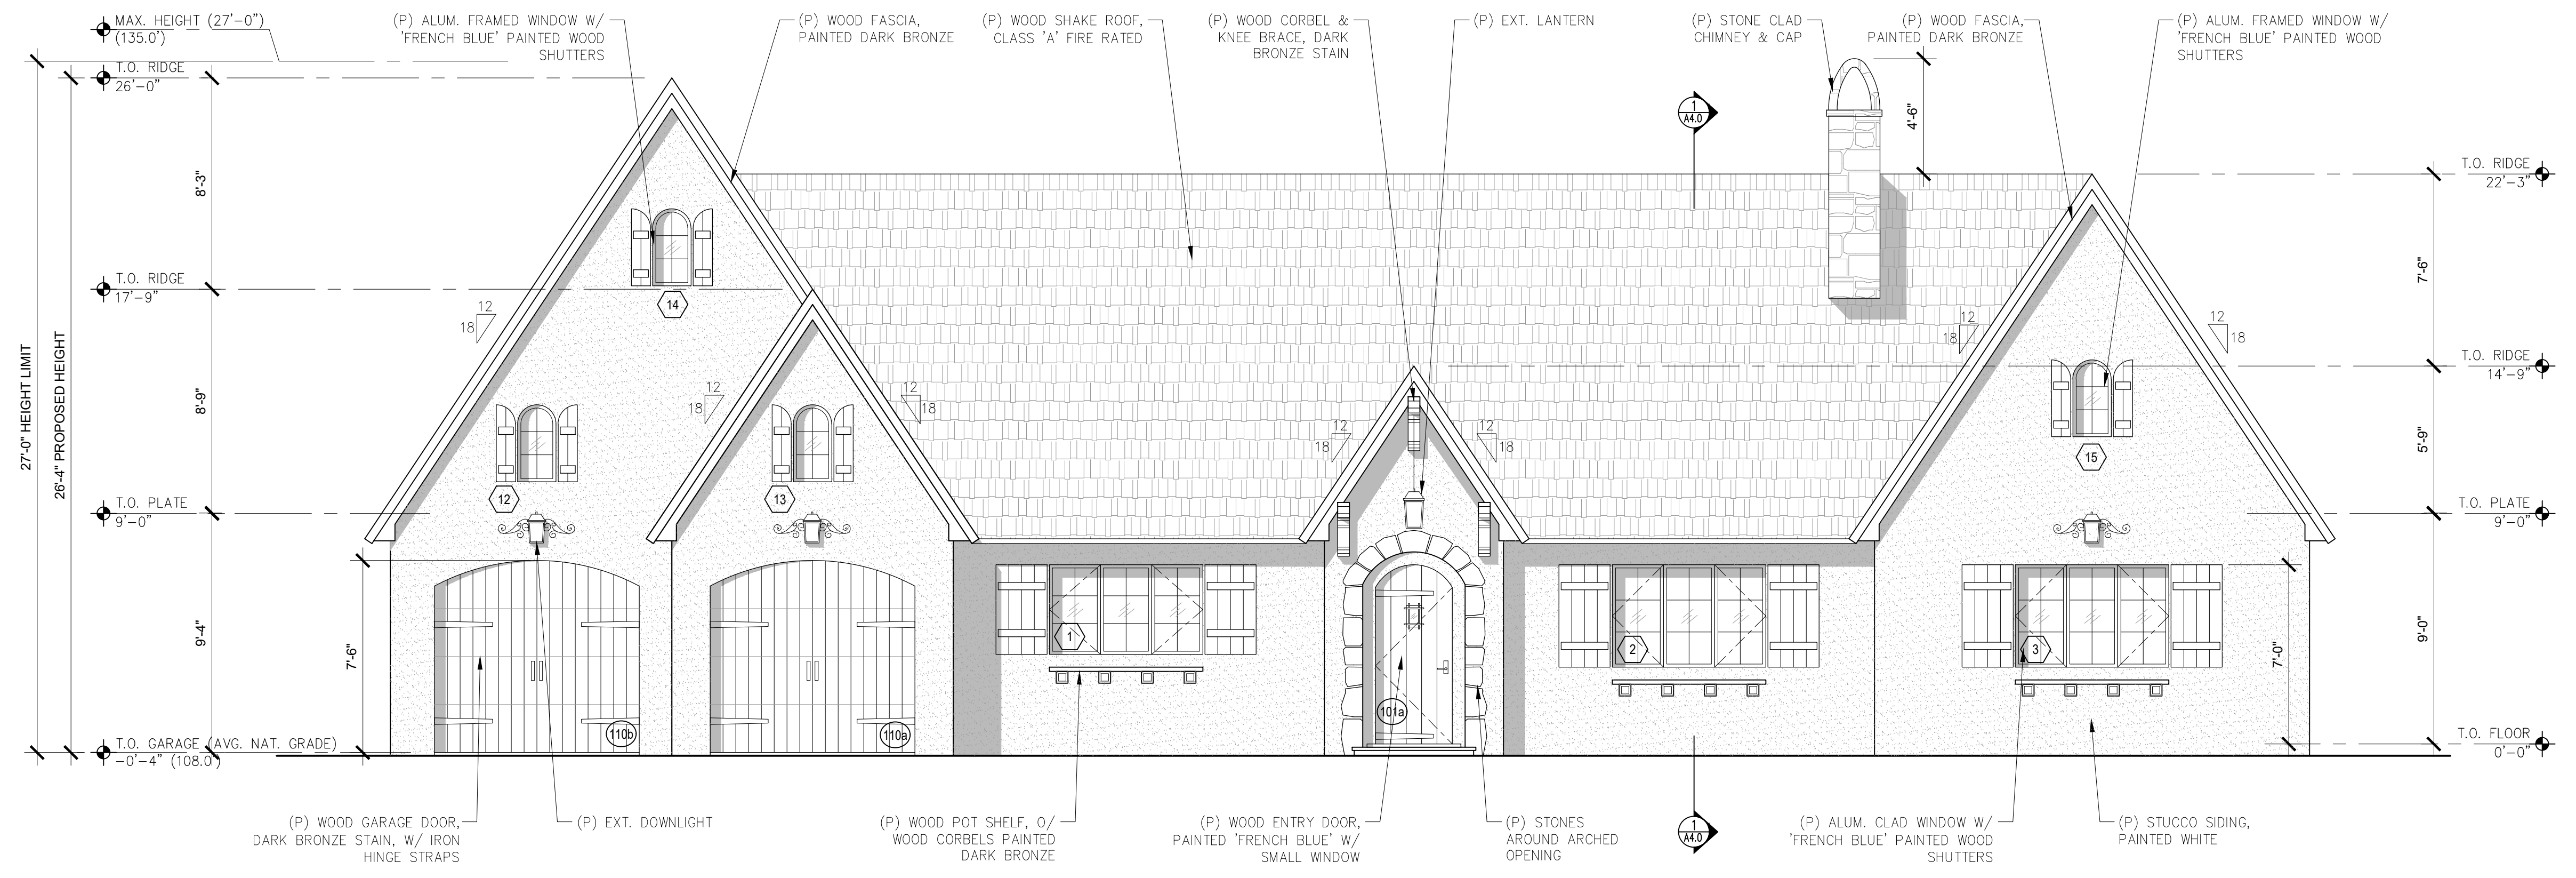 MAX. HEIGHT (27'-0")
(135.0')
T.O. RIDGE
26'-0"
T.O. RIDGE
17'-9"
T.O. PLATE
9'-0"
T.O. GARAGE (AVG. NAT. GRADE)
-0'-4" (108.0')
27'-0" HEIGHT LIMIT
26'-4" PROPOSED HEIGHT
8'-3"
8'-9"
9'-4"
7'-6"
(P) ALUM. FRAMED WINDOW W/
'FRENCH BLUE' PAINTED WOOD
SHUTTERS
(P) WOOD FASCIA,
PAINTED DARK BRONZE
(P) WOOD SHAKE ROOF,
CLASS 'A' FIRE RATED
(P) WOOD CORBEL &
KNEE BRACE, DARK
BRONZE STAIN
(P) EXT. LANTERN
(P) STONE CLAD
CHIMNEY & CAP
(P) WOOD FASCIA,
PAINTED DARK BRONZE
(P) ALUM. FRAMED WINDOW W/
'FRENCH BLUE' PAINTED WOOD
SHUTTERS
1
A4.0
4'-6"
14
12
18
12
18
12
18
12
18
12
18
12
18
12
18
12
13
15
1
2
3
110b
110a
101a
T.O. RIDGE
22'-3"
T.O. RIDGE
14'-9"
T.O. PLATE
9'-0"
T.O. FLOOR
0'-0"
7'-6"
5'-9"
9'-0"
7'-0"
(P) WOOD GARAGE DOOR,
DARK BRONZE STAIN, W/ IRON
HINGE STRAPS
(P) EXT. DOWNLIGHT
(P) WOOD POT SHELF, O/
WOOD CORBELS PAINTED
DARK BRONZE
(P) WOOD ENTRY DOOR,
PAINTED 'FRENCH BLUE' W/
SMALL WINDOW
(P) STONES
AROUND ARCHED
OPENING
1
A4.0
(P) ALUM. CLAD WINDOW W/
'FRENCH BLUE' PAINTED WOOD
SHUTTERS
(P) STUCCO SIDING,
PAINTED WHITE